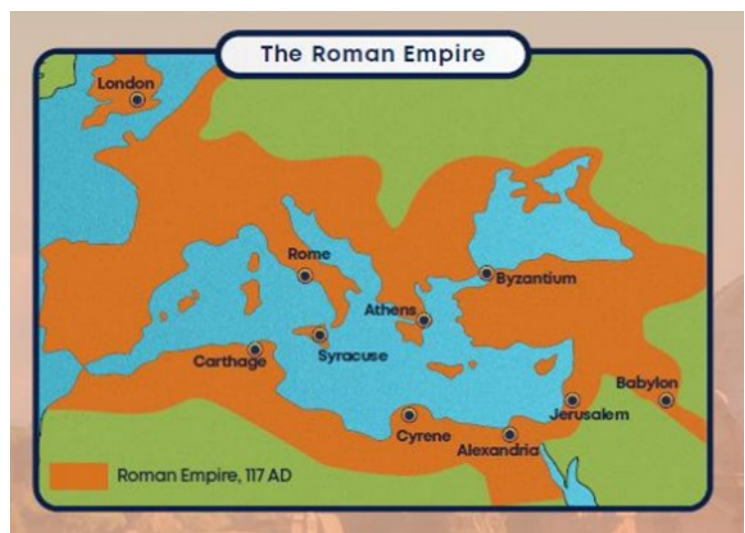 The Roman Empire
London
Rome
Byzantium
Athens
Carthage
Syracuse
Babylon
Jerusalem
Cyrene
Alexandria
Roman Empire, 117 AD